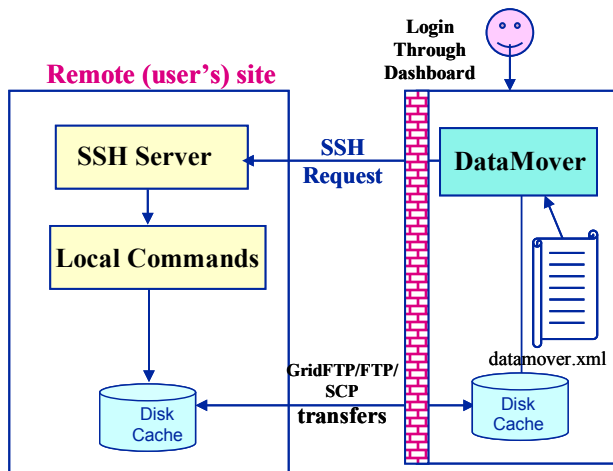 Login
Through
Dashboard
Remote (user's) site
SSH Server
SSH
Request
DataMover
Local Commands
datamover.xml
GridFTP/FTP/
SCP
transfers
Disk
Cache
Disk
Cache